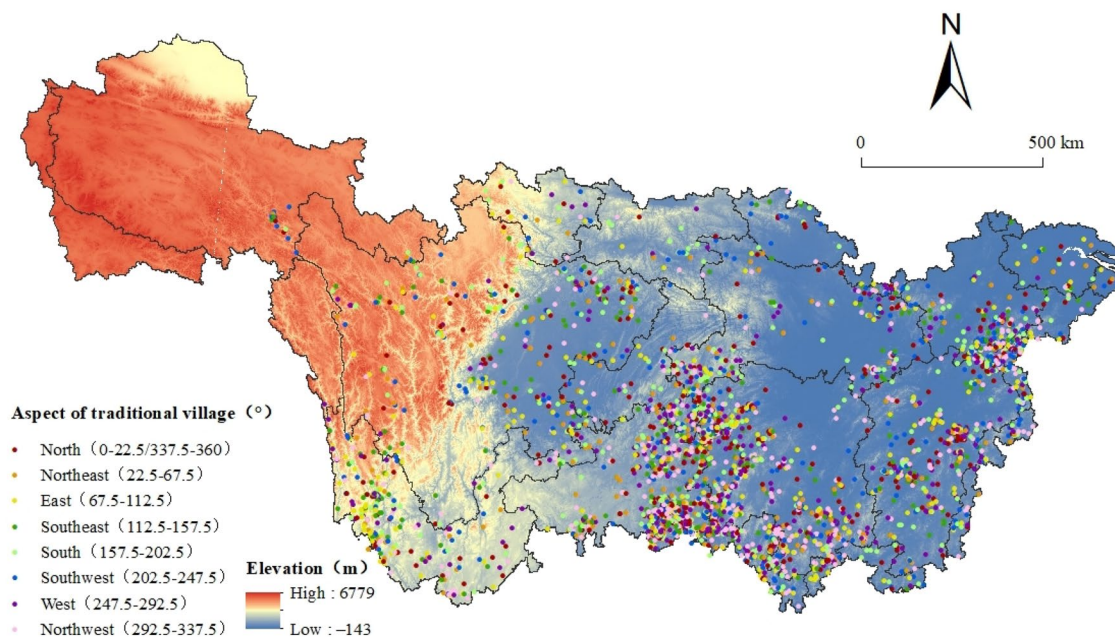 N
0 500 km
Aspect of traditional village（°）
North（0-22.5/337.5-360）
Northeast（22.5-67.5）
East（67.5-112.5）
Southeast（112.5-157.5）
South（157.5-202.5）
Southwest（202.5-247.5）
West（247.5-292.5）
Northwest（292.5-337.5）
Elevation（m）
High : 6779
Low : –143